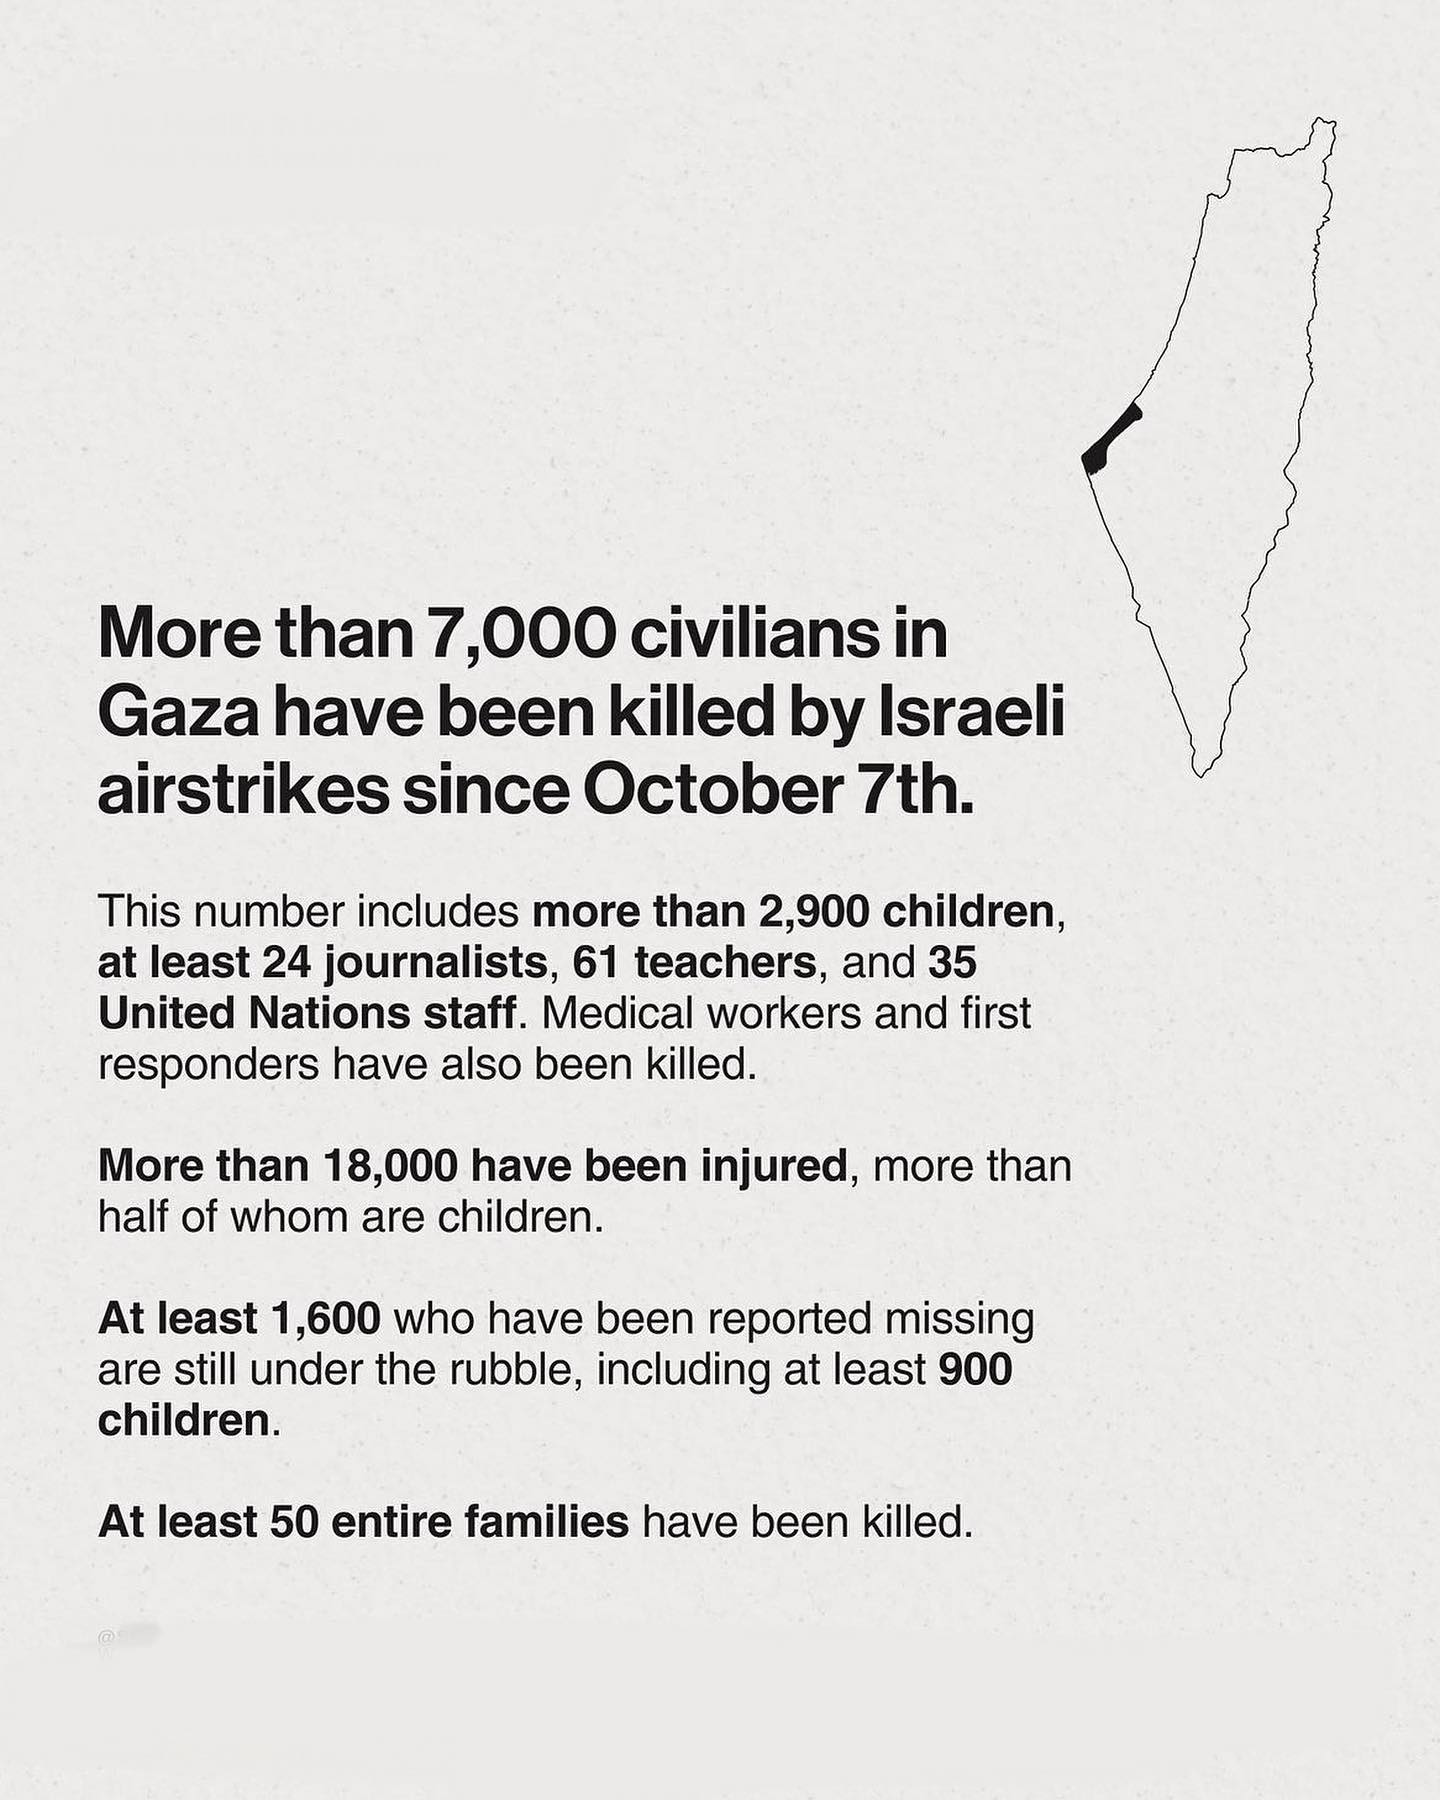 More than 7,000 civilians in
Gaza have been killed by Israeli
airstrikes since October 7th.
This number includes more than 2,900 children,
at least 24 journalists, 61 teachers, and 35
United Nations staff. Medical workers and first
responders have also been killed.
More than 18,000 have been injured, more than
half of whom are children.
At least 1,600 who have been reported missing
are still under the rubble, including at least 900
children.
At least 50 entire families have been killed.
@